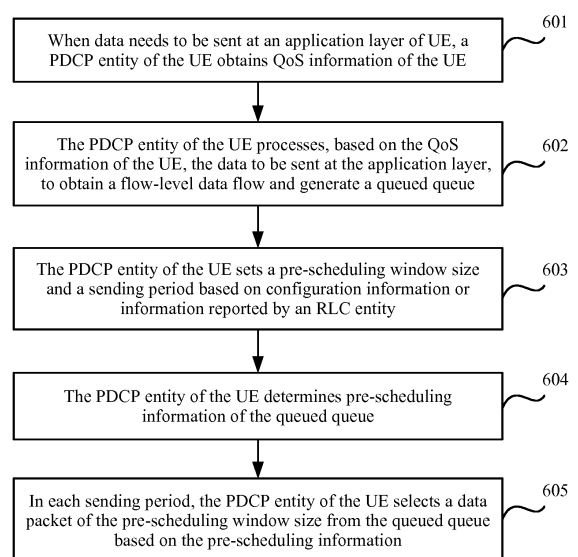 601
When data needs to be sent at an application layer of UE, a
PDCP entity of the UE obtains QoS information of the UE
602
The PDCP entity of the UE processes, based on the QoS
information of the UE, the data to be sent at the application layer,
to obtain a flow-level data flow and generate a queued queue
603
The PDCP entity of the UE sets a pre-scheduling window size
and a sending period based on configuration information or
information reported by an RLC entity
604
The PDCP entity of the UE determines pre-scheduling
information of the queued queue
605
In each sending period, the PDCP entity of the UE selects a data
packet of the pre-scheduling window size from the queued queue
based on the pre-scheduling information